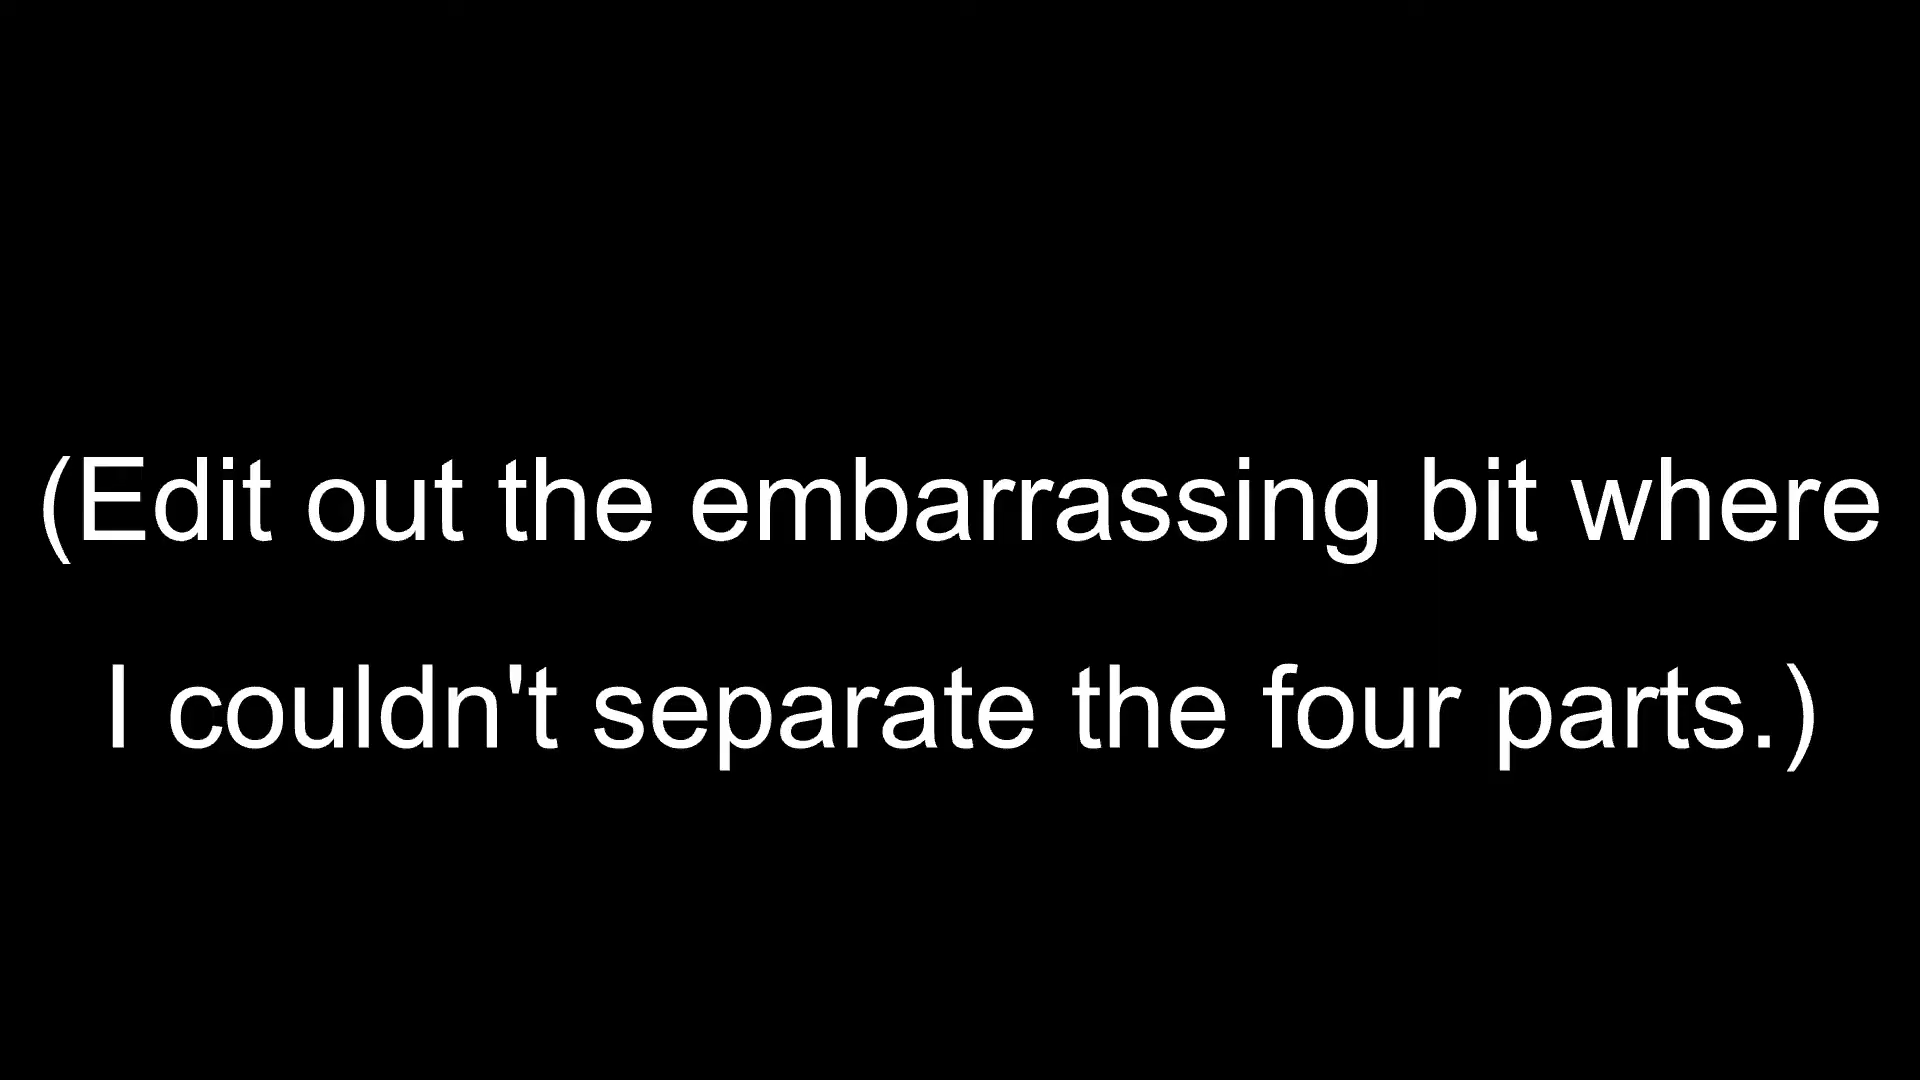 (Edit out the embarrassing bit where
I couldn't separate the four parts.)